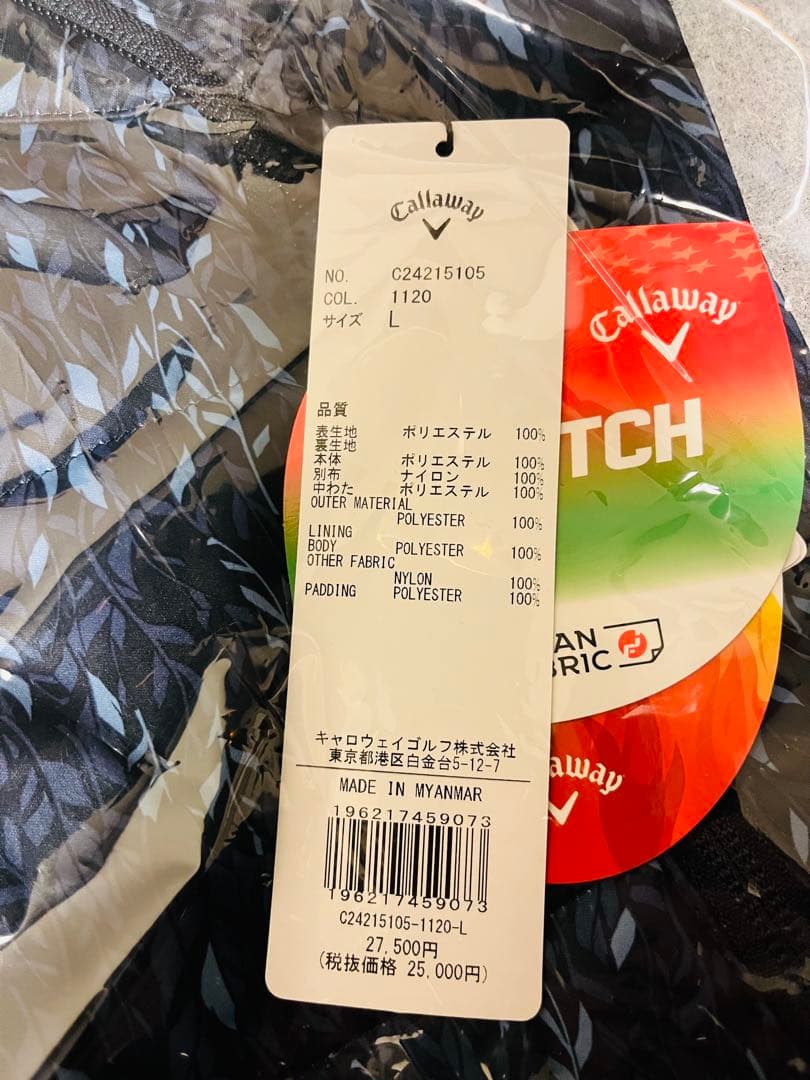 Callaway
NO. C24215105
COL. 1120
サイズ L
品質
表生地 ポリエステル 100%
裏生地
本体 ポリエステル 100%
別布 ナイロン 100%
中わた ポリエステル 100%
OUTER MATERIAL
POLYESTER 100%
LINING
BODY POLYESTER 100%
OTHER FABRIC
NYLON 100%
PADDING POLYESTER 100%
キャロウェイゴルフ株式会社
東京都港区白金台5-12-7
MADE IN MYANMAR
196217459073
196217459073
C24215105-1120-L
27,500円
(税抜価格 25,000円)
Callaway
TCH
AN
BRIC
away